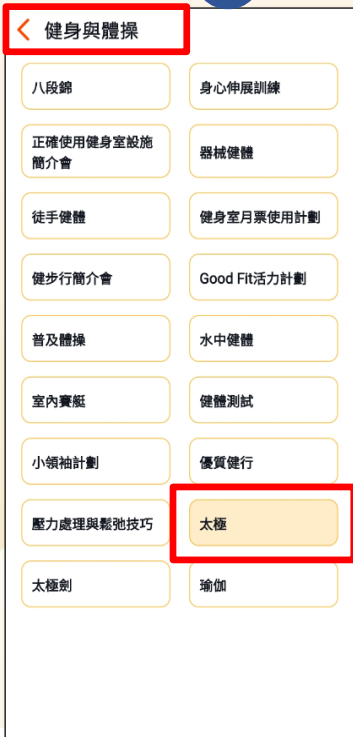 健身與體操
八段錦
身心伸展訓練
正確使用健身室設施
簡介會
器械健體
徒手健體
健身室月票使用計劃
健步行簡介會
Good Fit活力計劃
普及體操
水中健體
室內賽艇
健體測試
小領袖計劃
優質健行
壓力處理與鬆弛技巧
太極
太極劍
瑜伽